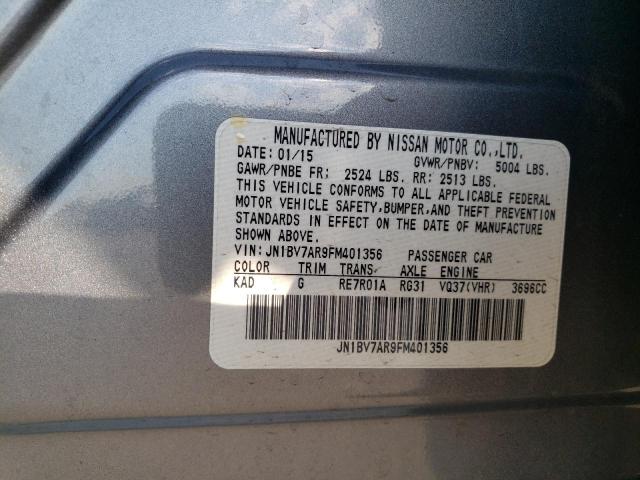 MANUFACTURED BY NISSAN MOTOR CO.,LTD.
DATE: 01/15 GVWR/PNBV: 5004 LBS.
GAWR/PNBE FR: 2524 LBS. RR: 2513 LBS.
THIS VEHICLE CONFORMS TO ALL APPLICABLE FEDERAL
MOTOR VEHICLE SAFETY,BUMPER,AND THEFT PREVENTION
STANDARDS IN EFFECT ON THE DATE OF MANUFACTURE
SHOWN ABOVE.
VIN: JN1BV7AR9FM401356 PASSENGER CAR
COLOR TRIM TRANS AXLE ENGINE
KAD G RE7R01A RG31 VQ37(VHR) 3696CC
JN1BV7AR9FM401356